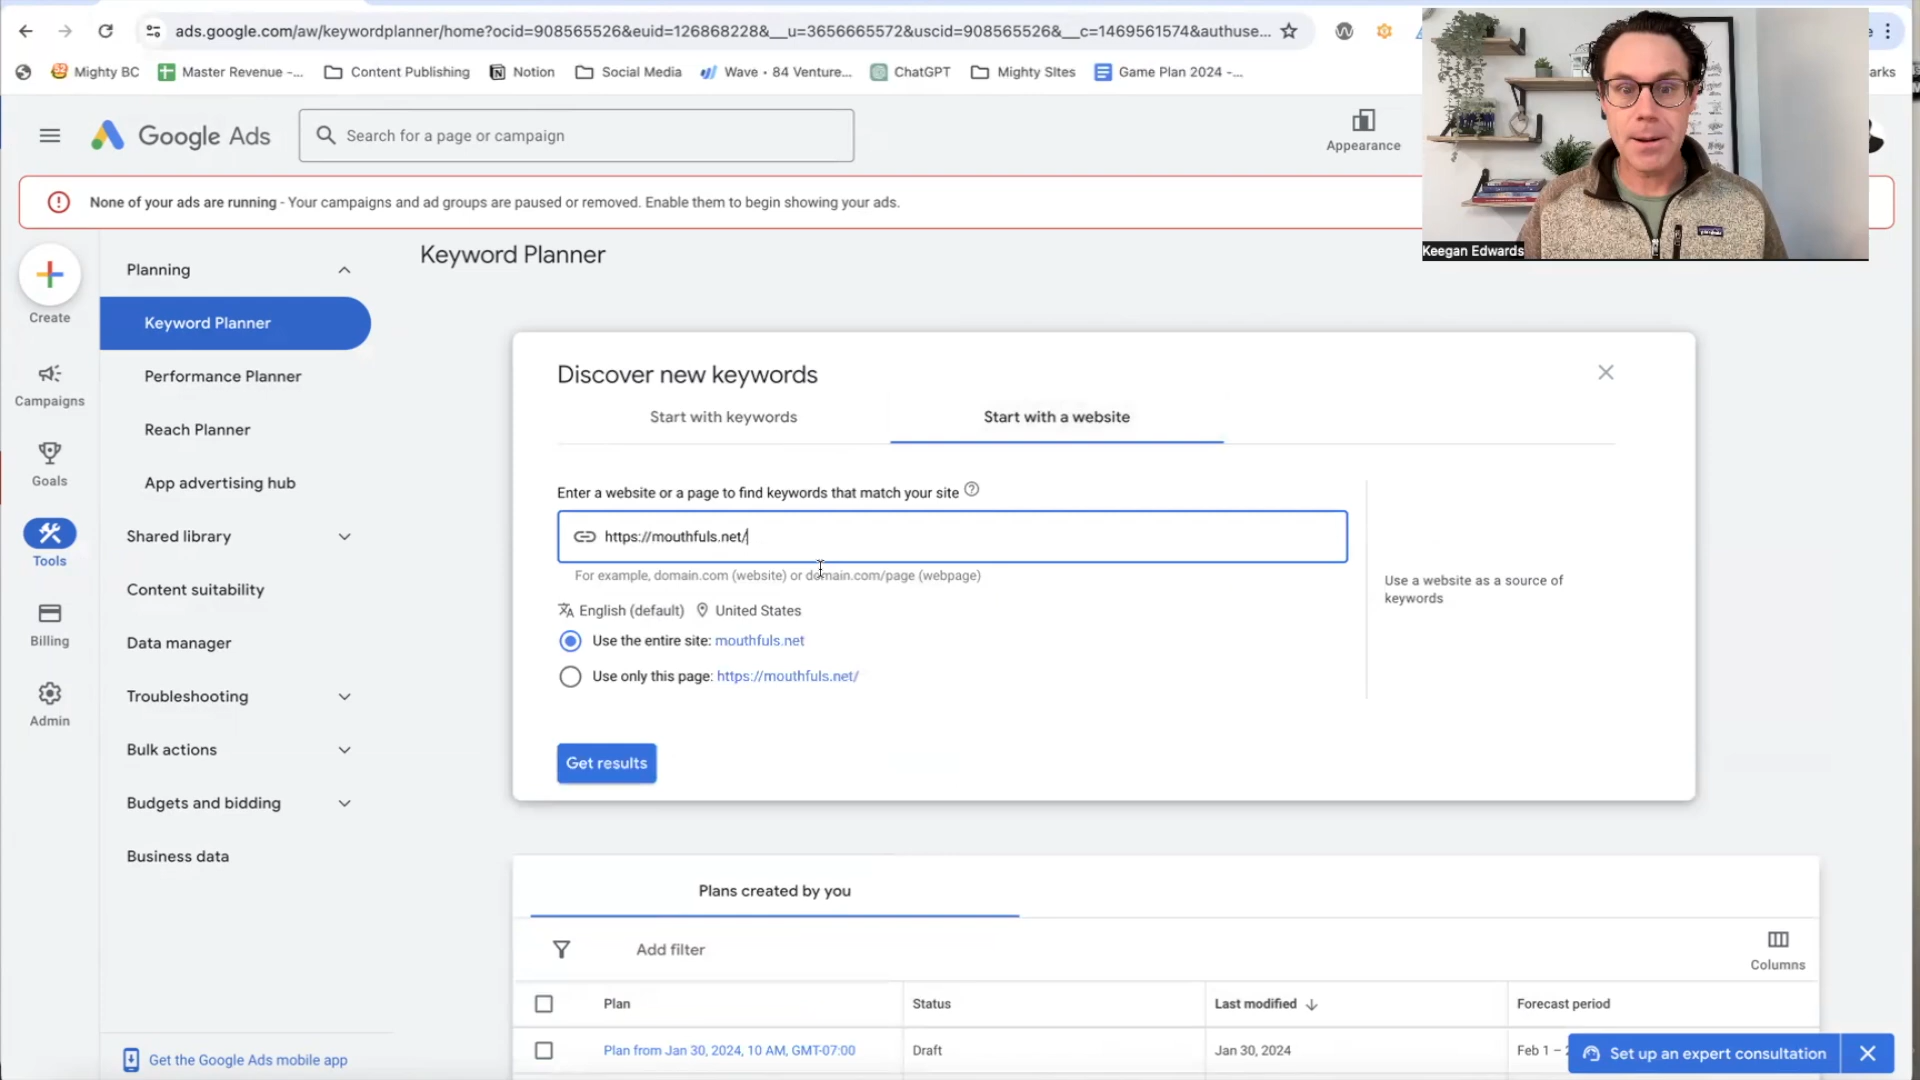 ads.google.com/aw/keywordplanner/home?ocid=908565526&euid=126868228&__u=3656665572&uscid=908565526&__c=1469561574&authuse...
Mighty BC
Master Revenue -...
Content Publishing
Notion
Social Media
Wave • 84 Venture...
ChatGPT
Mighty SItes
Game Plan 2024 -...
arks
Google Ads
Search for a page or campaign
Appearance
None of your ads are running - Your campaigns and ad groups are paused or removed. Enable them to begin showing your ads.
Keegan Edwards
Create
Campaigns
Goals
Tools
Billing
Admin
Planning
Keyword Planner
Performance Planner
Reach Planner
App advertising hub
Shared library
Content suitability
Data manager
Troubleshooting
Bulk actions
Budgets and bidding
Business data
Get the Google Ads mobile app
Keyword Planner
Discover new keywords
Start with keywords
Start with a website
Enter a website or a page to find keywords that match your site
https://mouthfuls.net/
For example, domain.com (website) or domain.com/page (webpage)
English (default)
United States
Use the entire site: mouthfuls.net
Use only this page: https://mouthfuls.net/
Use a website as a source of
keywords
Get results
Plans created by you
Add filter
Columns
Plan
Status
Last modified
Forecast period
Plan from Jan 30, 2024, 10 AM, GMT-07:00
Draft
Jan 30, 2024
Feb 1 –
Set up an expert consultation